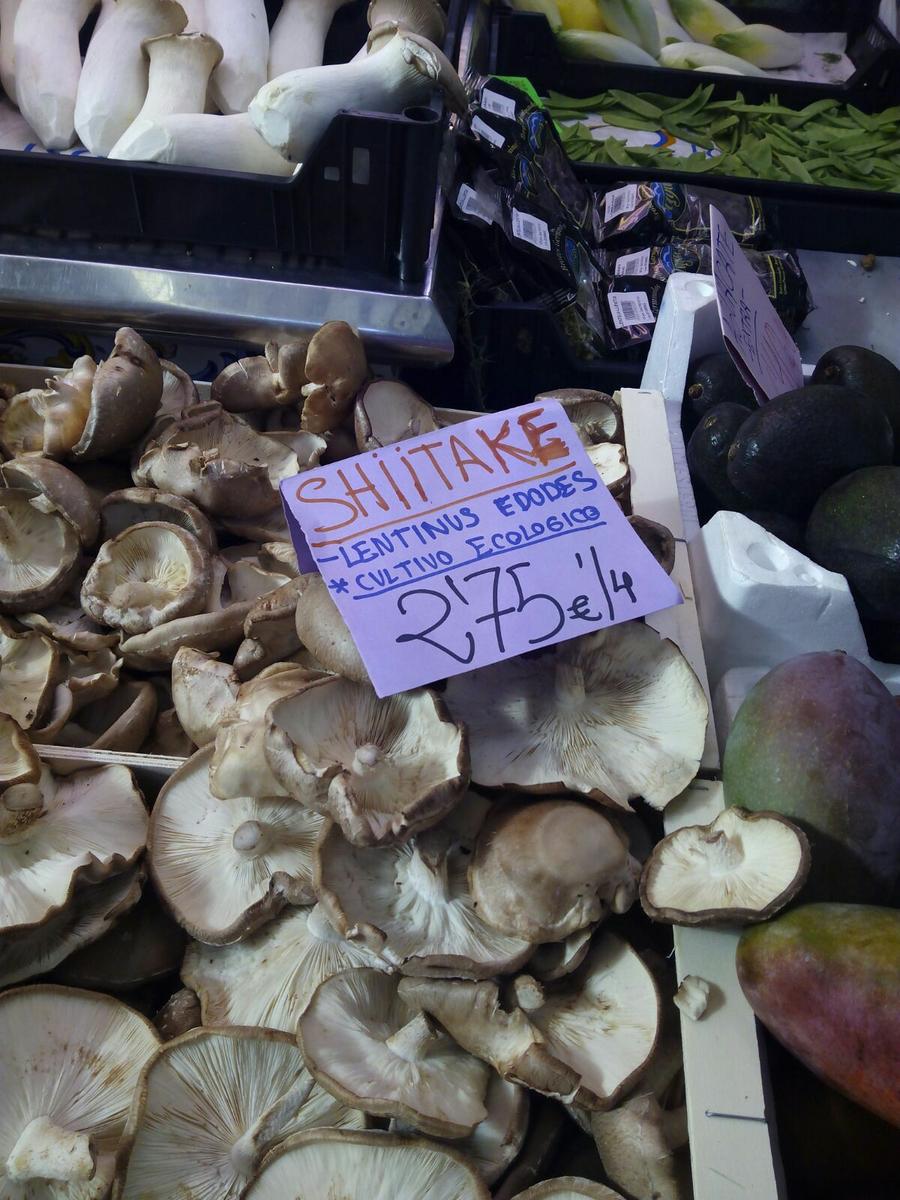 SHIITAKE
-LENTINUS EDODES
* CULTIVO ECOLOGICO
2'75 € 1/4